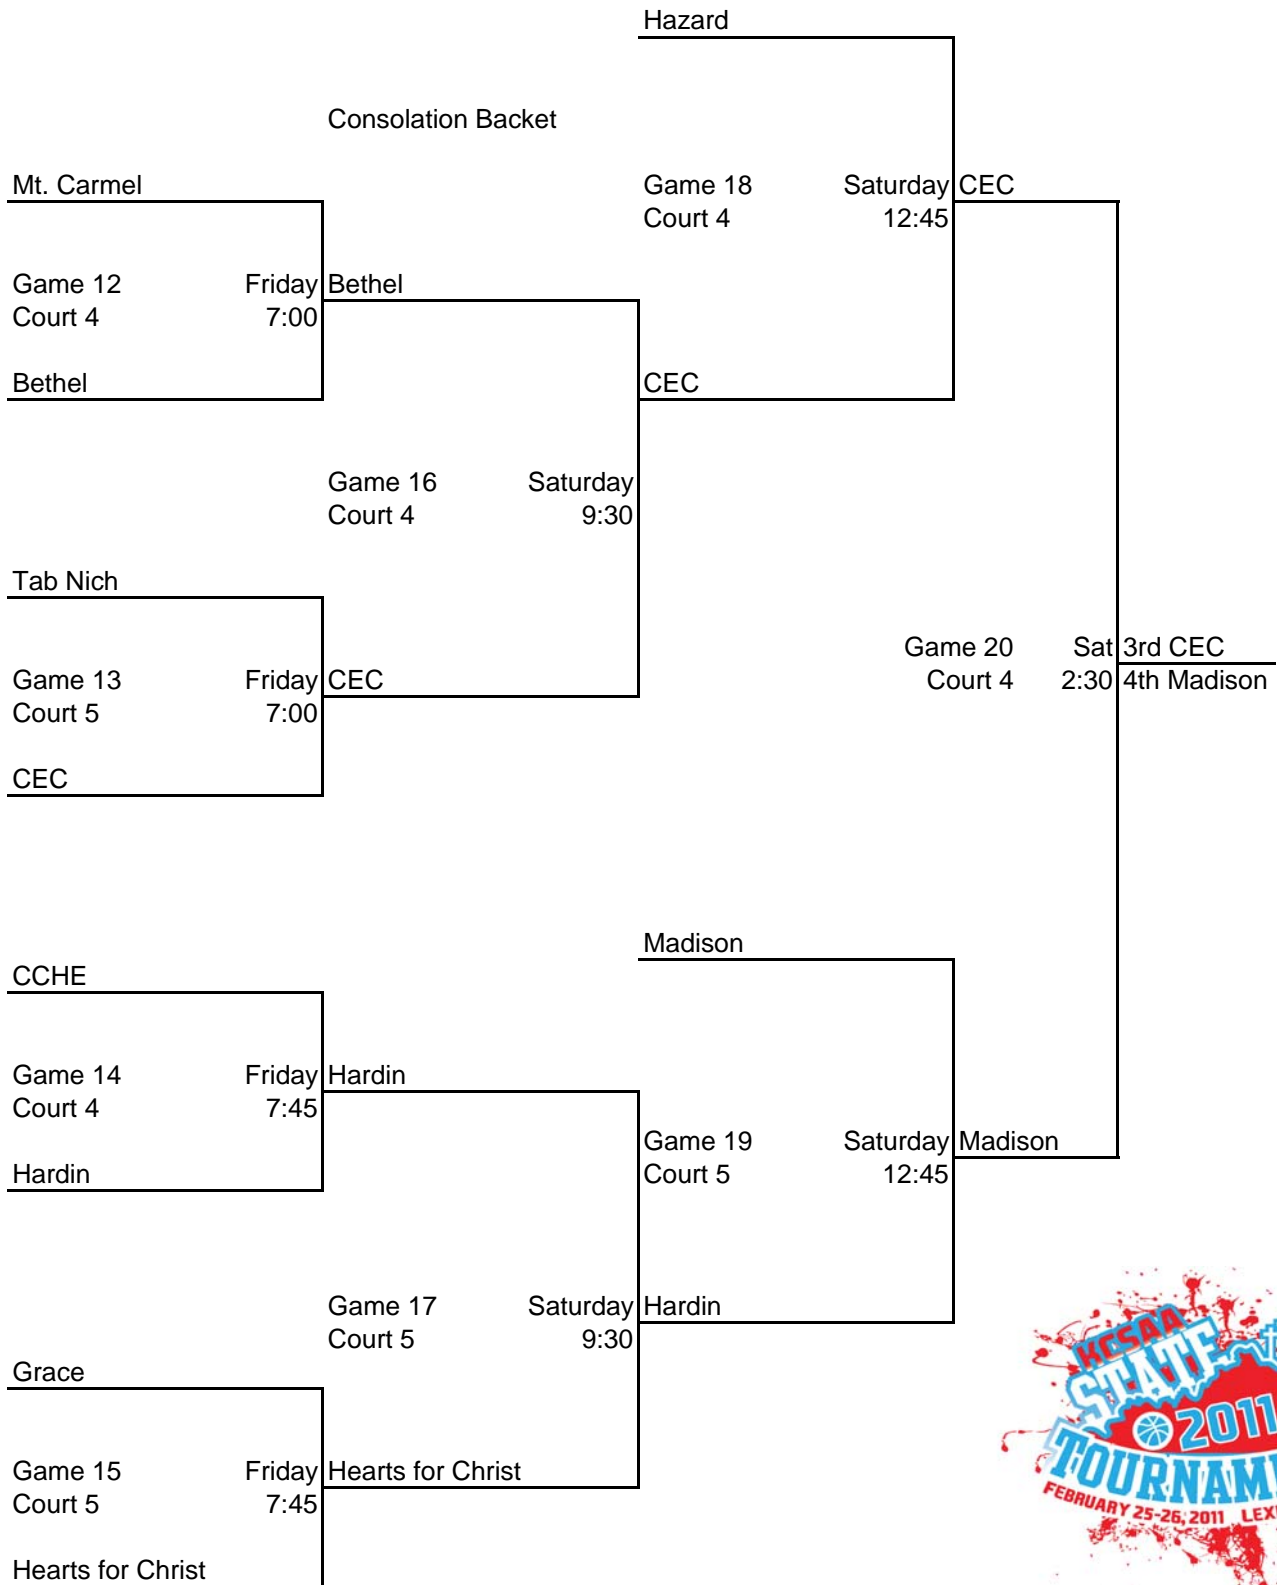 Hazard
Consolation Backet
Mt. Carmel
Game 18 Saturday CEC
Court 4 12:45
Game 12 Friday Bethel
Court 4 7:00
Bethel CEC
Game 16 Saturday
Court 4 9:30
Tab Nich
Game 20 Sat 3rd CEC
Game 13 Friday CEC Court 4 2:30 4th Madison
Court 5 7:00
CEC
Madison
CCHE
Game 14 Friday Hardin
Court 4 7:45
Game 19 Saturday Madison
Hardin Court 5 12:45
Game 17 Saturday Hardin
Court 5 9:30
Grace
Game 15 Friday Hearts for Christ
Court 5 7:45
Hearts for Christ
KCSAA
STATE
2011
FEBRUARY 25-26, 2011